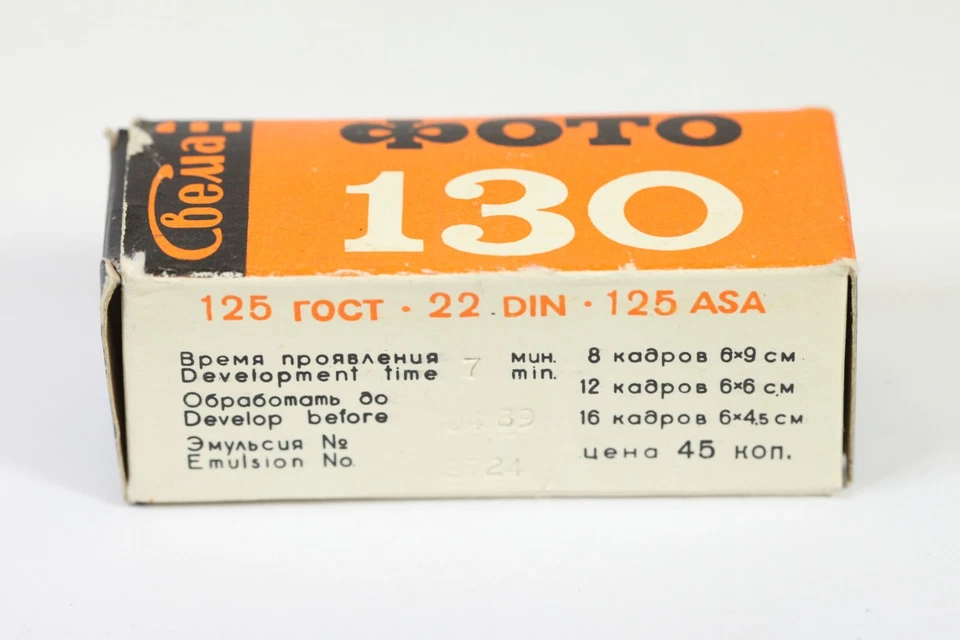 Свема
ФОТО
130
125 ГОСТ · 22 DIN · 125 ASA
Время проявления 7 мин.
Development time min.
Обработать до
Develop before 89
Эмульсия №
Emulsion No.
8 кадров 6×9 см
12 кадров 6×6 см
16 кадров 6×4,5 см
цена 45 коп.